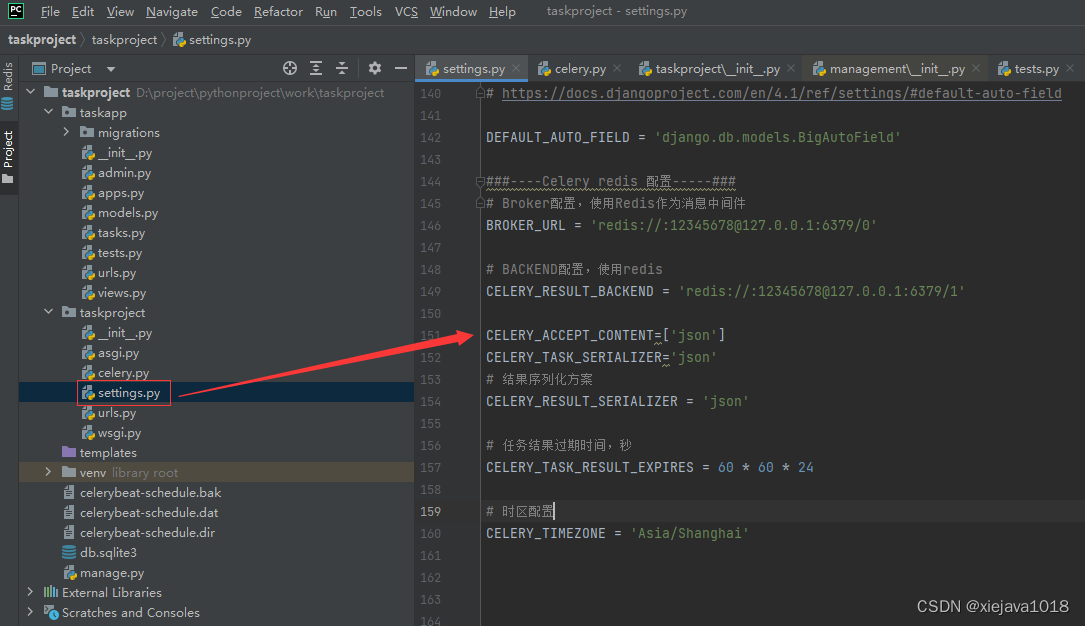 PC File Edit View Navigate Code Refactor Run Tools VCS Window Help taskproject - settings.py
taskproject taskproject settings.py
Redis
Project
Project
settings.py celery.py taskproject\__init__.py management\__init__.py tests.py
taskproject D:\project\pythonproject\work\taskproject
taskapp
migrations
__init__.py
admin.py
apps.py
models.py
tasks.py
tests.py
urls.py
views.py
taskproject
__init__.py
asgi.py
celery.py
settings.py
urls.py
wsgi.py
templates
venv library root
celerybeat-schedule.bak
celerybeat-schedule.dat
celerybeat-schedule.dir
db.sqlite3
manage.py
External Libraries
Scratches and Consoles
140 # https://docs.djangoproject.com/en/4.1/ref/settings/#default-auto-field
141
142 DEFAULT_AUTO_FIELD = 'django.db.models.BigAutoField'
143
144 ###----Celery redis 配置-----###
145 # Broker配置，使用Redis作为消息中间件
146 BROKER_URL = 'redis://:12345678@127.0.0.1:6379/0'
147
148 # BACKEND配置，使用redis
149 CELERY_RESULT_BACKEND = 'redis://:12345678@127.0.0.1:6379/1'
150
151 CELERY_ACCEPT_CONTENT=['json']
152 CELERY_TASK_SERIALIZER='json'
153 # 结果序列化方案
154 CELERY_RESULT_SERIALIZER = 'json'
155
156 # 任务结果过期时间，秒
157 CELERY_TASK_RESULT_EXPIRES = 60 * 60 * 24
158
159 # 时区配置
160 CELERY_TIMEZONE = 'Asia/Shanghai'
161
162
163
164
CSDN @xiejava1018